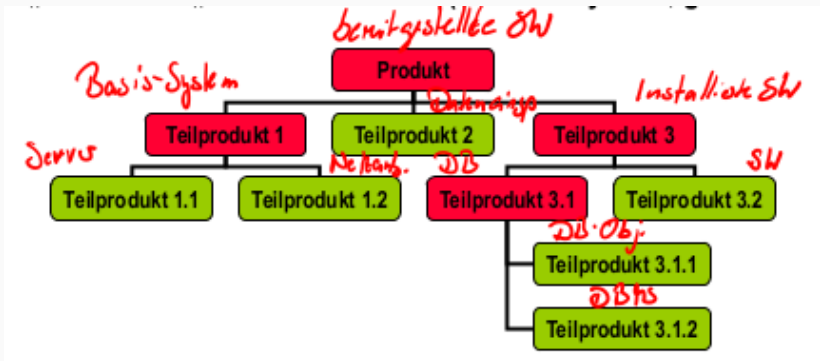 bereitgestellte SW
Produkt
Basis-System
Installierte SW
Teilprodukt 1
Teilprodukt 2
Teilprodukt 3
Server
DB
SW
Teilprodukt 1.1
Teilprodukt 1.2
Teilprodukt 3.1
Teilprodukt 3.2
DB-Obj.
Teilprodukt 3.1.1
DBMS
Teilprodukt 3.1.2